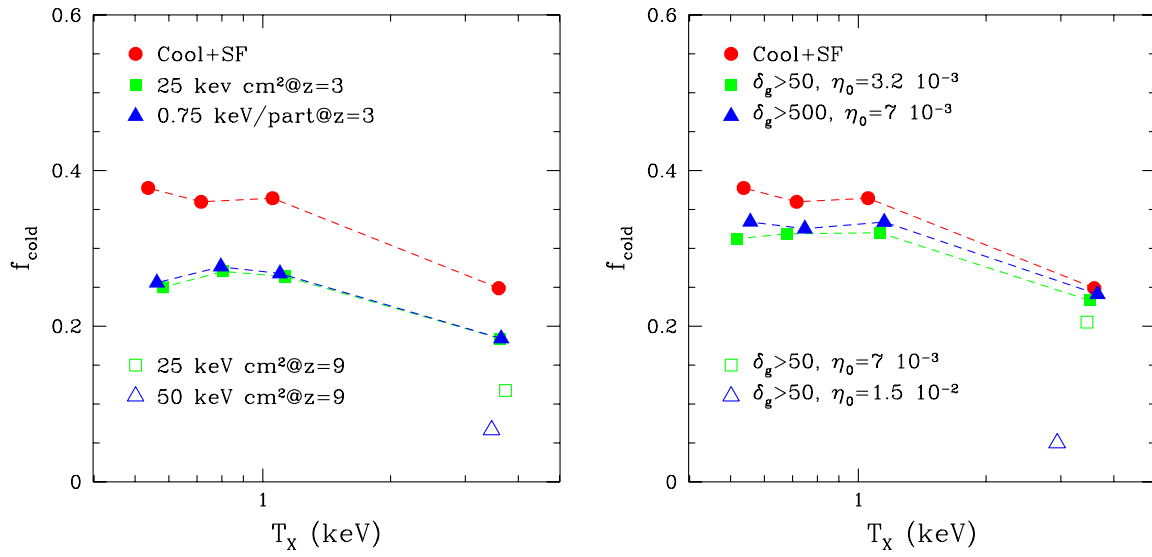 0.6
Cool+SF
25 kev cm²@z=3
0.75 keV/part@z=3
0.4
f_cold
0.2
25 keV cm²@z=9
50 keV cm²@z=9
0
1
T_X (keV)
0.6
Cool+SF
δ_g>50, η_0=3.2 10⁻³
δ_g>500, η_0=7 10⁻³
0.4
f_cold
0.2
δ_g>50, η_0=7 10⁻³
δ_g>50, η_0=1.5 10⁻²
0
1
T_X (keV)